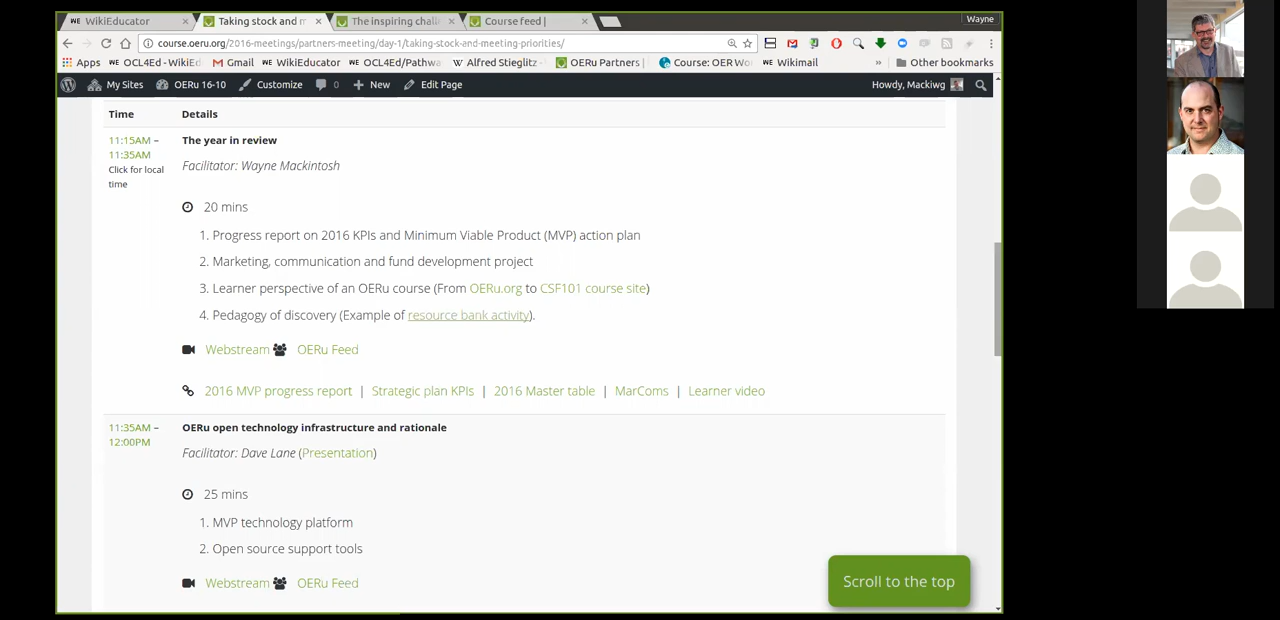 WikiEducator
Taking stock and m
The inspiring chall
Course feed |
Wayne
course.oeru.org/2016-meetings/partners-meeting/day-1/taking-stock-and-meeting-priorities/
Apps
OCL4Ed - WikiEd
Gmail
WikiEducator
OCL4Ed/Pathwa
Alfred Stieglitz -
OERu Partners |
Course: OER Wo
Wikimail
»
Other bookmarks
My Sites
OERu 16-10
Customize
0
New
Edit Page
Howdy, Mackiwg
Time
Details
11:15AM –
11:35AM
Click for local
time
The year in review
Facilitator: Wayne Mackintosh
20 mins
1. Progress report on 2016 KPIs and Minimum Viable Product (MVP) action plan
2. Marketing, communication and fund development project
3. Learner perspective of an OERu course (From OERu.org to CSF101 course site)
4. Pedagogy of discovery (Example of resource bank activity).
Webstream OERu Feed
2016 MVP progress report | Strategic plan KPIs | 2016 Master table | MarComs | Learner video
11:35AM –
12:00PM
OERu open technology infrastructure and rationale
Facilitator: Dave Lane (Presentation)
25 mins
1. MVP technology platform
2. Open source support tools
Webstream OERu Feed
Scroll to the top